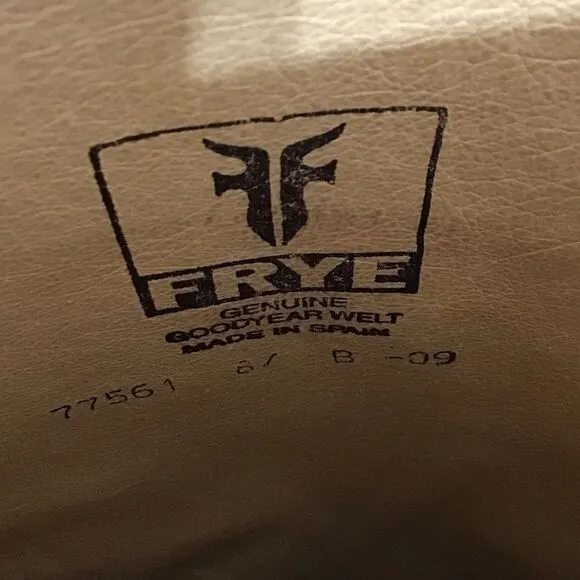 FRYE
GENUINE
GOODYEAR WELT
MADE IN SPAIN
77561 B -09